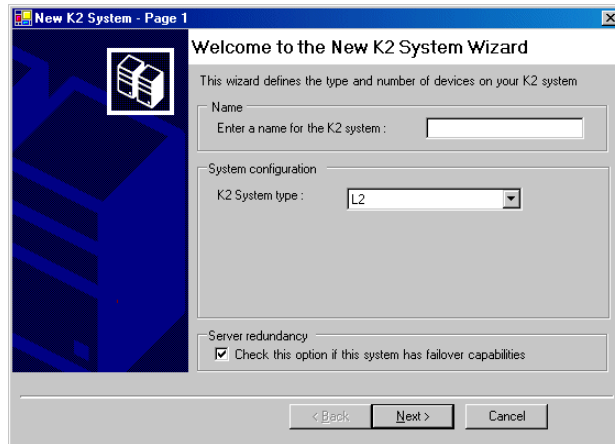 New K2 System - Page 1
Welcome to the New K2 System Wizard
This wizard defines the type and number of devices on your K2 system
Name
Enter a name for the K2 system :
System configuration
K2 System type :
L2
Server redundancy
Check this option if this system has failover capabilities
< Back
Next >
Cancel